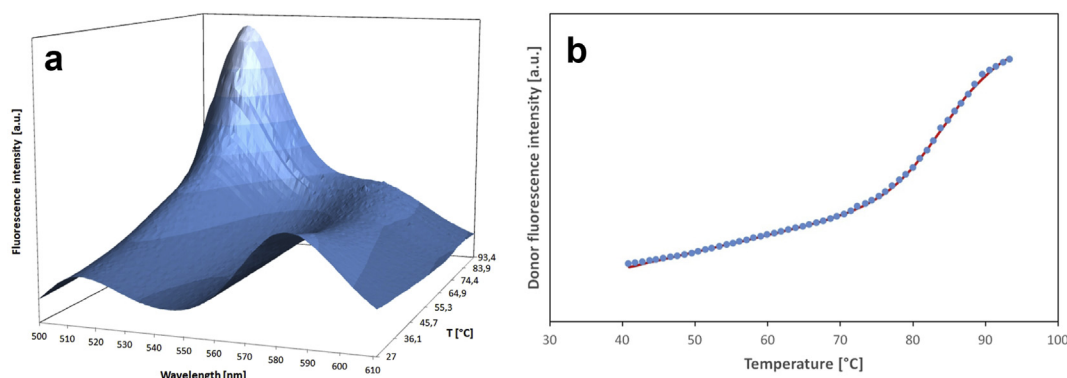 a
Fluorescence intensity [a.u.]
500 510 520 530 540 550 560 570 580 590 600 610
Wavelength [nm]
27
36,1
45,7
55,3
64,9
74,4
83,9
93,4
T [°C]
b
Donor fluorescence intensity [a.u.]
30 40 50 60 70 80 90 100
Temperature [°C]